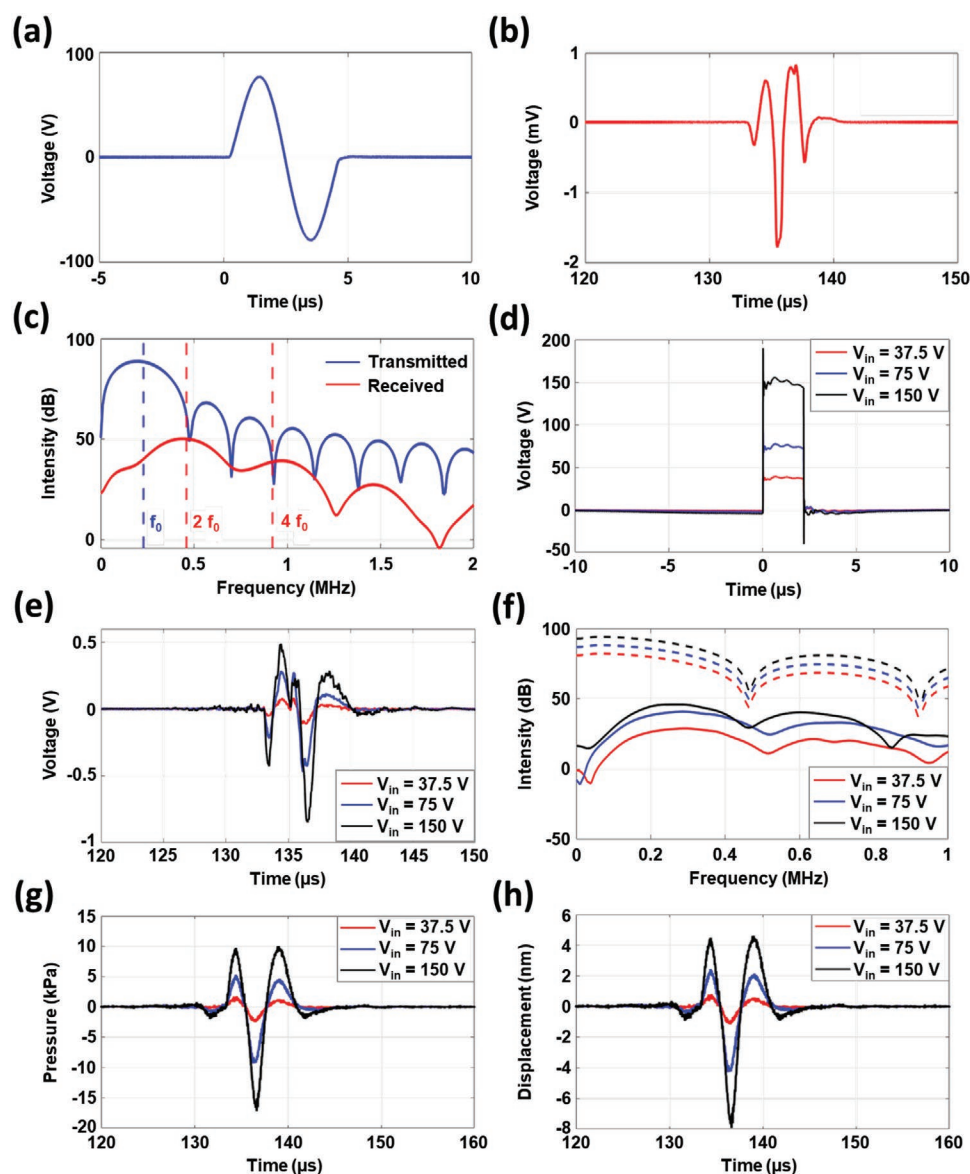 (a)
100
0
-100
Voltage (V)
-5
0
5
10
Time (µs)
(b)
1
0
-1
-2
Voltage (mV)
120
130
140
150
Time (µs)
(c)
100
50
0
Intensity (dB)
Transmitted
Received
f₀
2 f₀
4 f₀
0
0.5
1
1.5
2
Frequency (MHz)
(d)
200
150
100
50
0
-50
Voltage (V)
Vᵢₙ = 37.5 V
Vᵢₙ = 75 V
Vᵢₙ = 150 V
-10
-5
0
5
10
Time (µs)
(e)
0.5
0
-0.5
-1
Voltage (V)
Vᵢₙ = 37.5 V
Vᵢₙ = 75 V
Vᵢₙ = 150 V
120
125
130
135
140
145
150
Time (µs)
(f)
100
50
0
-50
Intensity (dB)
Vᵢₙ = 37.5 V
Vᵢₙ = 75 V
Vᵢₙ = 150 V
0
0.2
0.4
0.6
0.8
1
Frequency (MHz)
(g)
15
10
5
0
-5
-10
-15
-20
Pressure (kPa)
Vᵢₙ = 37.5 V
Vᵢₙ = 75 V
Vᵢₙ = 150 V
120
130
140
150
160
Time (µs)
(h)
6
4
2
0
-2
-4
-6
-8
Displacement (nm)
Vᵢₙ = 37.5 V
Vᵢₙ = 75 V
Vᵢₙ = 150 V
120
130
140
150
160
Time (µs)